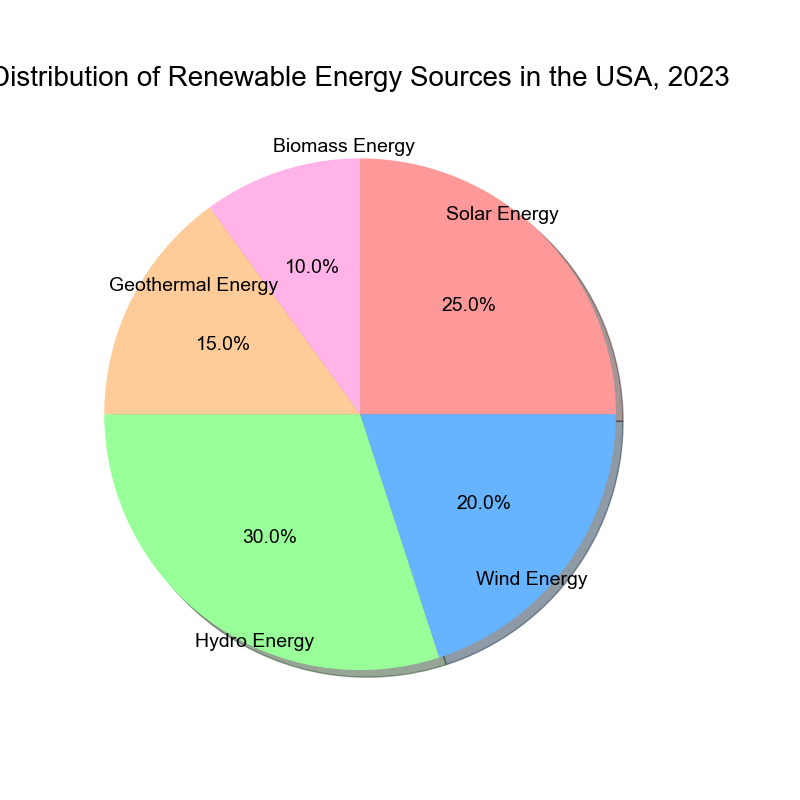 Distribution of Renewable Energy Sources in the USA, 2023
Biomass Energy
Solar Energy
10.0%
Geothermal Energy
25.0%
15.0%
20.0%
30.0%
Wind Energy
Hydro Energy